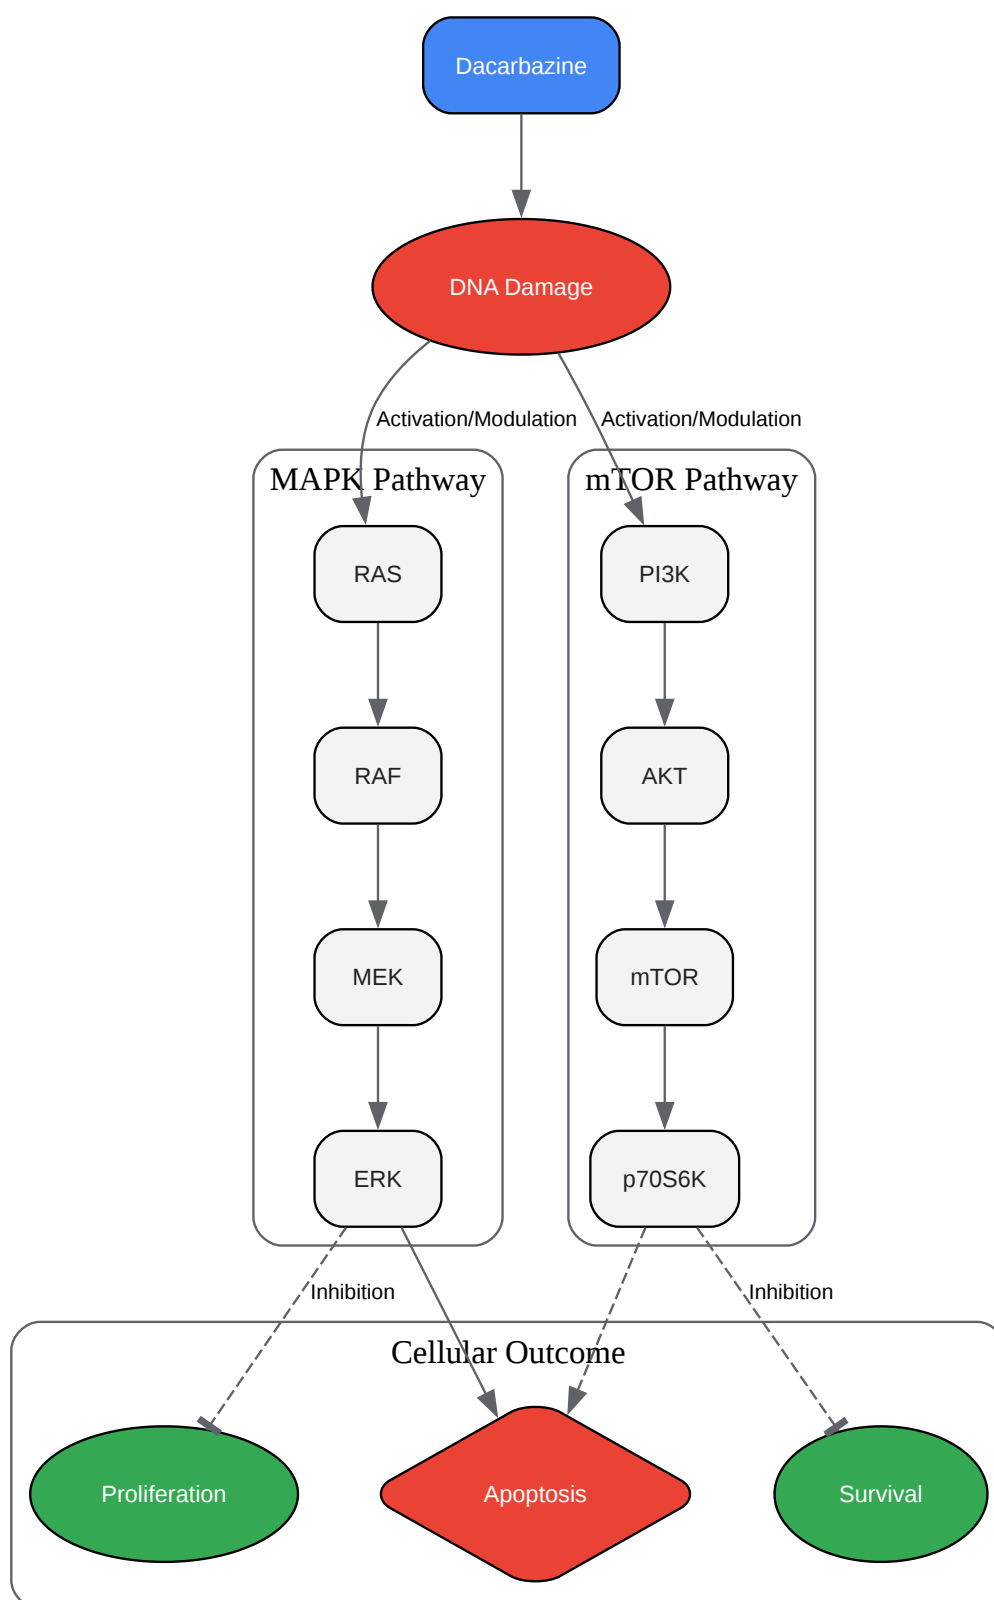 Dacarbazine
DNA Damage
Activation/Modulation
Activation/Modulation
MAPK Pathway
mTOR Pathway
RAS
PI3K
RAF
AKT
MEK
mTOR
ERK
p70S6K
Inhibition
Inhibition
Cellular Outcome
Proliferation
Apoptosis
Survival